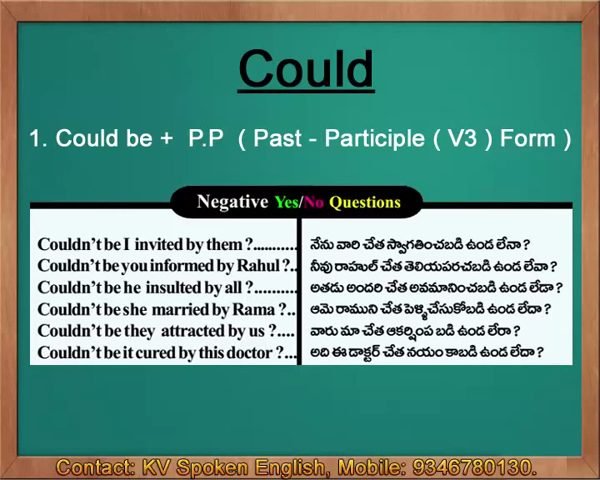 Could
1. Could be + P.P ( Past - Participle ( V3 ) Form )
Negative Yes/No Questions
Couldn't be I invited by them ?........... నేను వారి చేత స్వాగతించబడి ఉండ లేనా ?
Couldn't be you informed by Rahul ?.. నీవు రాహుల్ చేత తెలియపరచబడి ఉండ లేవా ?
Couldn't be he insulted by all ?.......... అతడు అందరి చేత అవమానించబడి ఉండ లేదా ?
Couldn't be she married by Rama ?.. ఆమె రాముని చేత పెళ్ళిచేసుకోబడి ఉండ లేదా ?
Couldn't be they attracted by us ?.... వారు మా చేత ఆకర్షింప బడి ఉండ లేరా ?
Couldn't be it cured by this doctor ?... అది ఈ డాక్టర్ చేత నయం కాబడి ఉండ లేదా ?
Contact: KV Spoken English, Mobile: 9346780130.